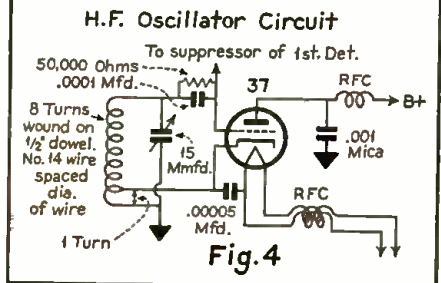 H.F. Oscillator Circuit
To suppressor of 1st. Det.
50,000 Ohms
.0001 Mfd.
37
RFC
B+
8 Turns
wound on
1/2" dowel.
No. 14 wire
spaced
dia.
of wire
15
Mmfd.
.001
Mica
RFC
.00005
Mfd.
1 Turn
Fig. 4